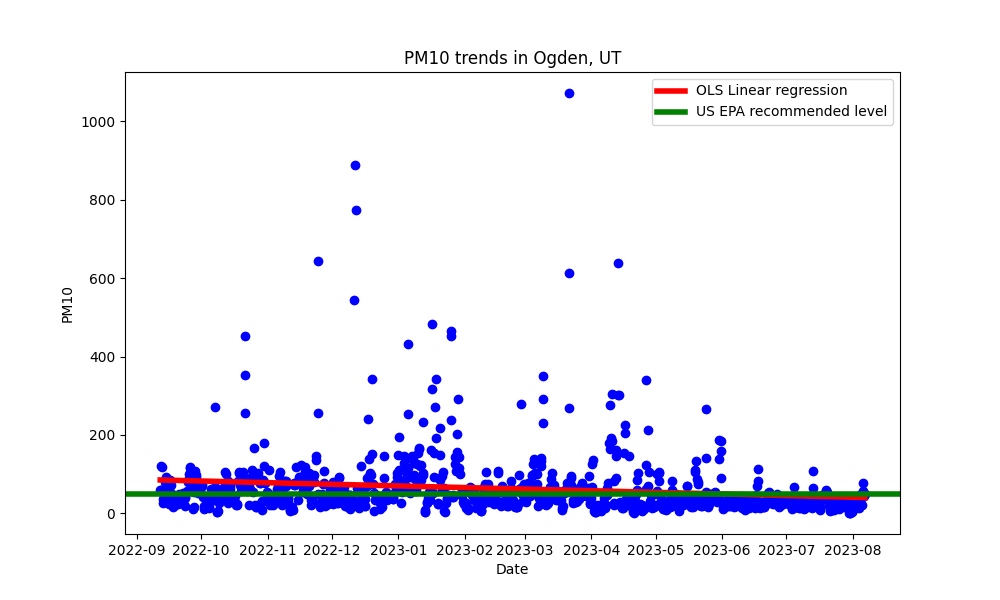 PM10 trends in Ogden, UT
OLS Linear regression
US EPA recommended level
1000
800
600
400
200
0
PM10
2022-09 2022-10 2022-11 2022-12 2023-01 2023-02 2023-03 2023-04 2023-05 2023-06 2023-07 2023-08
Date